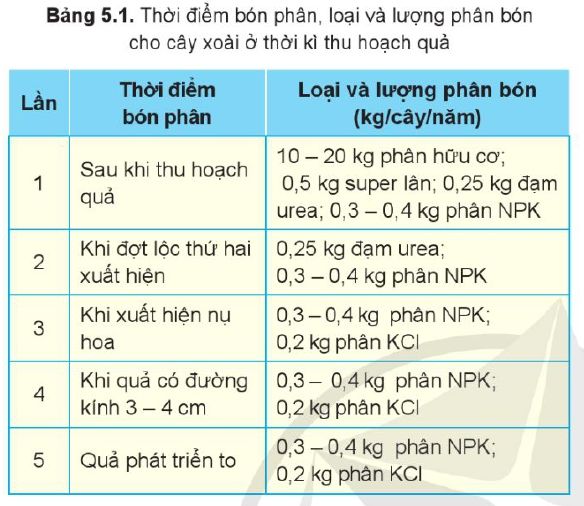 Bảng 5.1. Thời điểm bón phân, loại và lượng phân bón
cho cây xoài ở thời kì thu hoạch quả
Lần
Thời điểm
bón phân
Loại và lượng phân bón
(kg/cây/năm)
1
Sau khi thu hoạch
quả
10 – 20 kg phân hữu cơ;
0,5 kg super lân; 0,25 kg đạm
urea; 0,3 – 0,4 kg phân NPK
2
Khi đợt lộc thứ hai
xuất hiện
0,25 kg đạm urea;
0,3 – 0,4 kg phân NPK
3
Khi xuất hiện nụ
hoa
0,3 – 0,4 kg phân NPK;
0,2 kg phân KCl
4
Khi quả có đường
kính 3 – 4 cm
0,3 – 0,4 kg phân NPK;
0,2 kg phân KCl
5
Quả phát triển to
0,3 – 0,4 kg phân NPK;
0,2 kg phân KCl